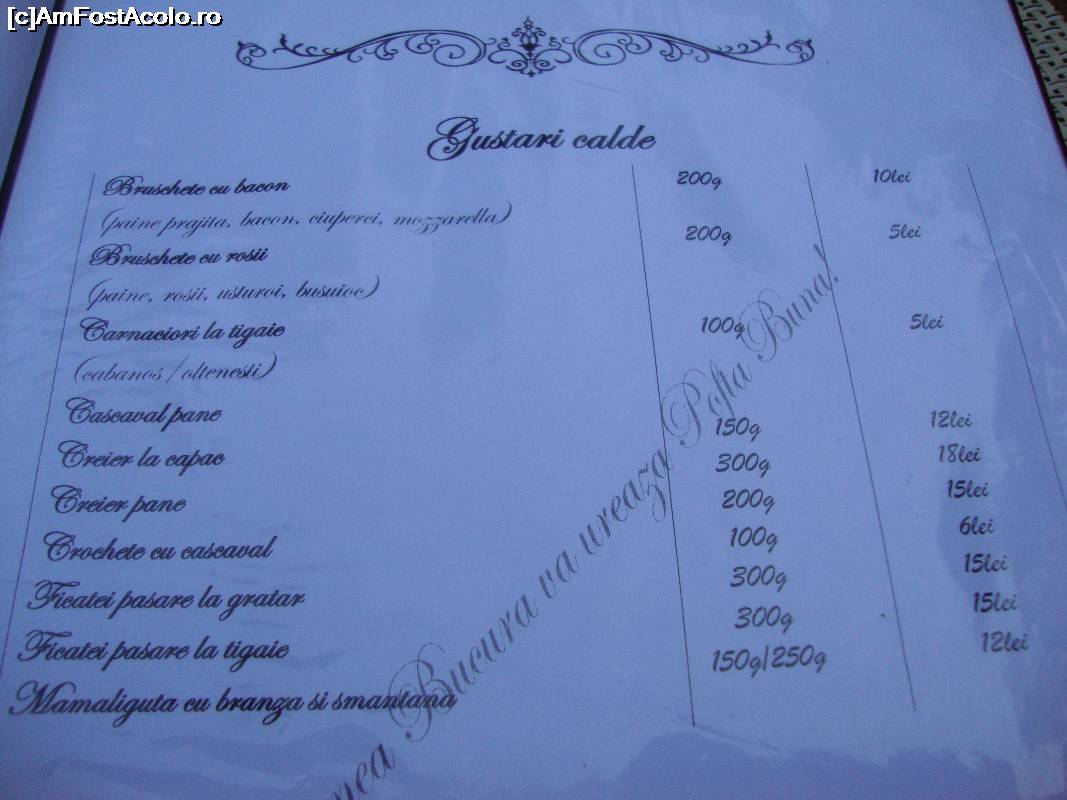 [c]AmFostAcolo.ro
Gustari calde
Bruschete cu bacon 200g 10lei
(paine prajita, bacon, ciuperci, mozzarella)
Bruschete cu rosii 200g 5lei
(paine, rosii, usturoi, busuioc)
Carnaciori la tigaie 100g 5lei
(cabanos / oltenesti)
Cascaval pane 150g 12lei
Creier la capac 300g 18lei
Creier pane 200g 15lei
Crochete cu cascaval 100g 6lei
Ficatei pasare la gratar 300g 15lei
Ficatei pasare la tigaie 300g 15lei
Mamaliguta cu branza si smantana 150g/250g 12lei
Bucura va ureaza Pofta Buna!